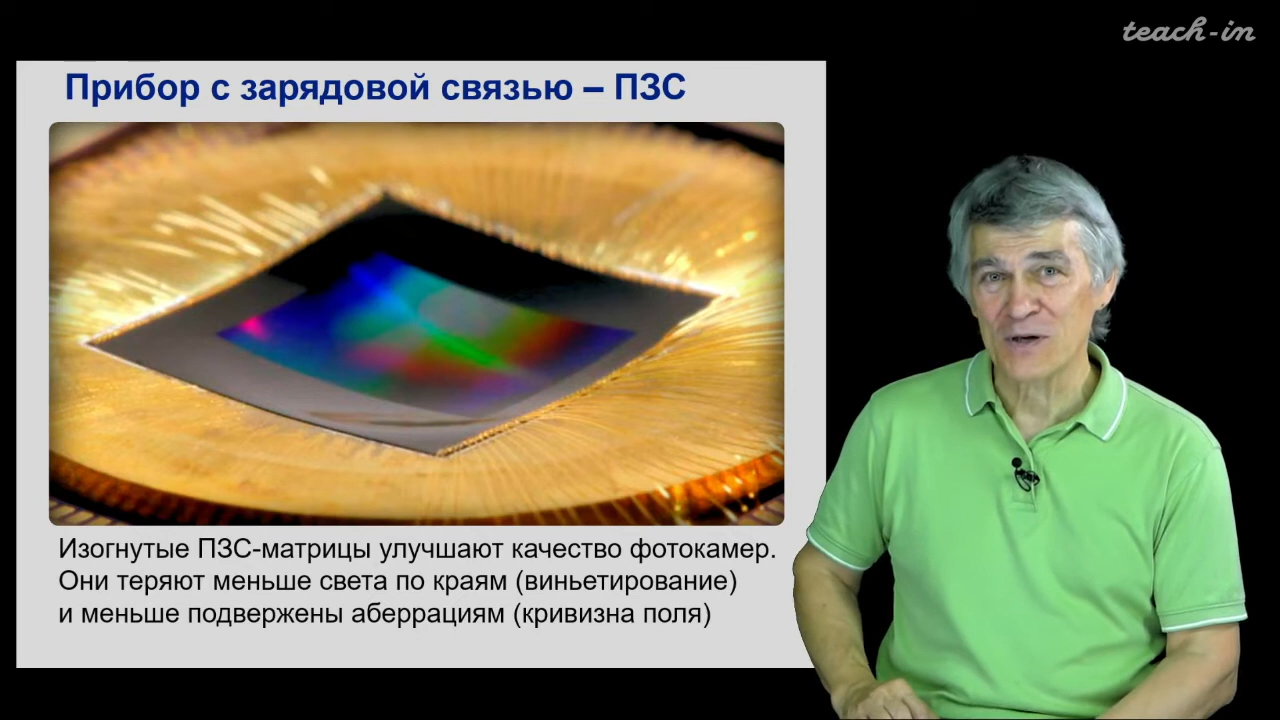 teach-in
Прибор с зарядовой связью – ПЗС
Изогнутые ПЗС-матрицы улучшают качество фотокамер.
Они теряют меньше света по краям (виньетирование)
и меньше подвержены аберрациям (кривизна поля)